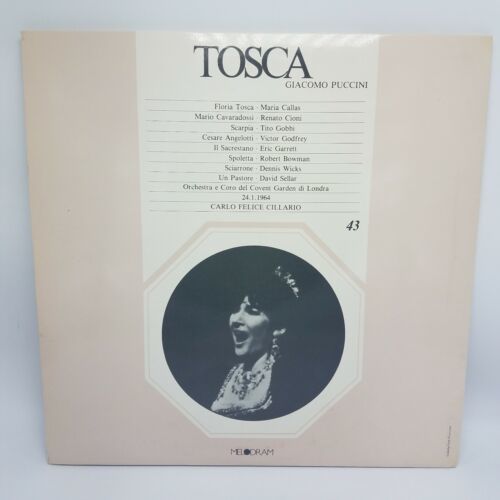 TOSCA
GIACOMO PUCCINI
Floria Tosca · Maria Callas
Mario Cavaradossi · Renato Cioni
Scarpia · Tito Gobbi
Cesare Angelotti · Victor Godfrey
Il Sacrestano · Eric Garrett
Spoletta · Robert Bowman
Sciarrone · Dennis Wicks
Un Pastore · David Sellar
Orchestra e Coro del Covent Garden di Londra
24.1.1964
CARLO FELICE CILLARIO
43
MELODRAM